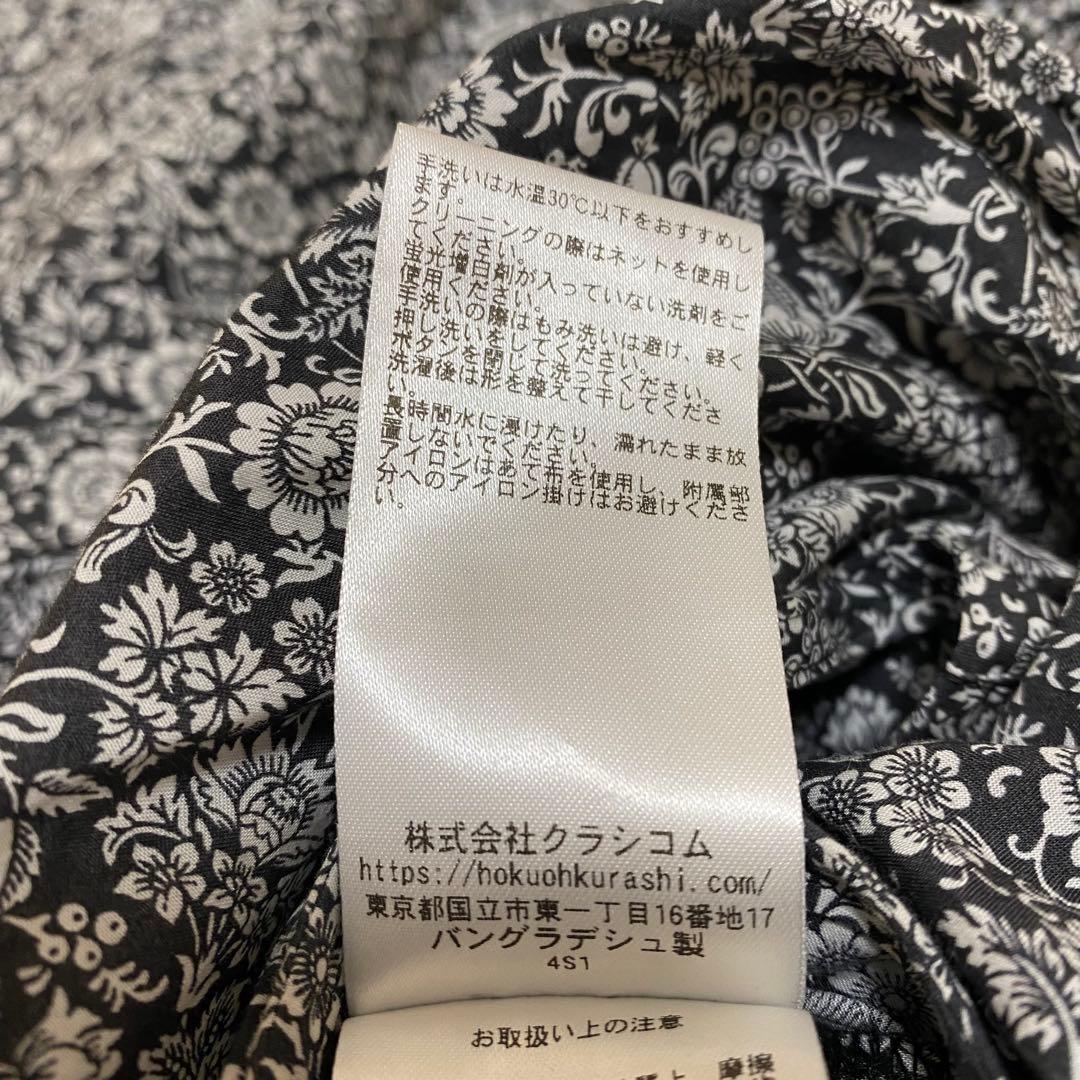 手洗いは水温30℃以下をおすすめし
ます。
クリーニングの際はネットを使用し
てください。
蛍光増白剤が入っていない洗剤をご
使用ください。
手洗いの際はもみ洗いは避け、軽く
押し洗いをしてください。
ボタンを閉じて洗ってください。
洗濯後は形を整えて干してくださ
い。
長時間水に浸けたり、濡れたまま放
置しないでください。
アイロンはあて布を使用し、附属部
分へのアイロン掛けはお避けくださ
い。
株式会社クラシコム
https://hokuohkurashi.com/
東京都国立市東一丁目16番地17
バングラデシュ製
4S1
お取扱い上の注意
摩擦